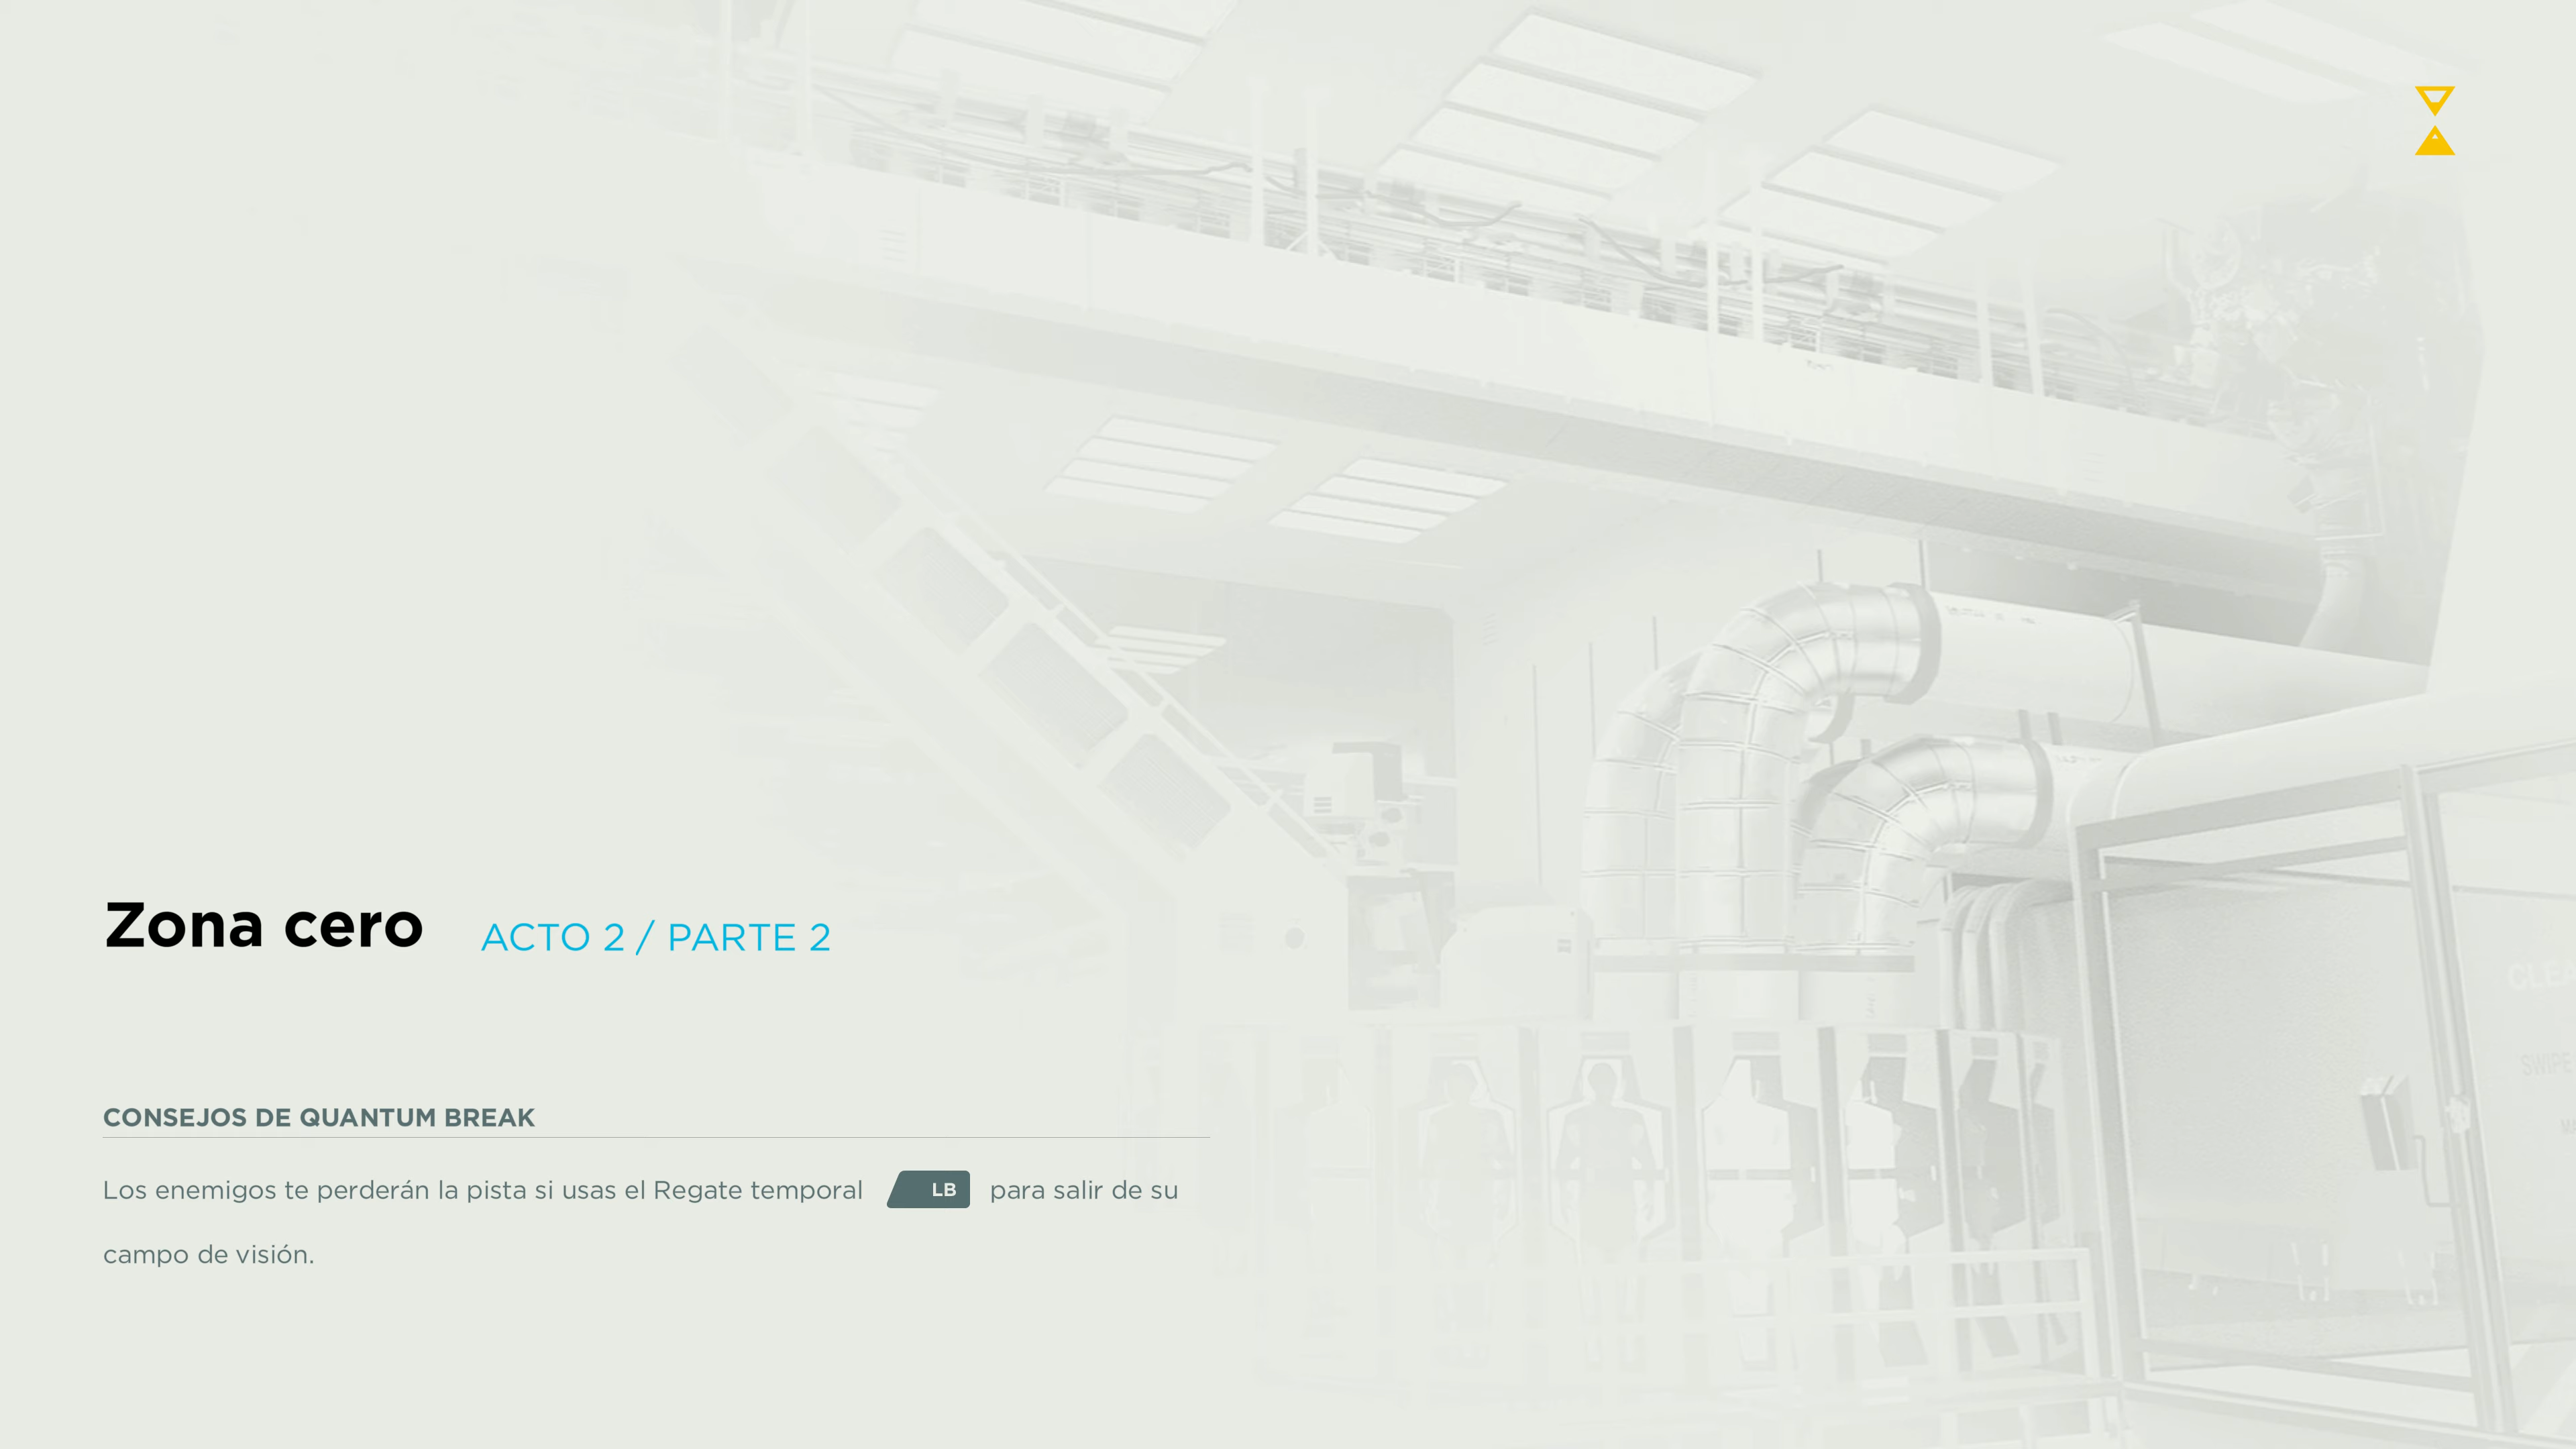 Zona cero ACTO 2 / PARTE 2
CONSEJOS DE QUANTUM BREAK
Los enemigos te perderán la pista si usas el Regate temporal LB para salir de su
campo de visión.
SWIPE